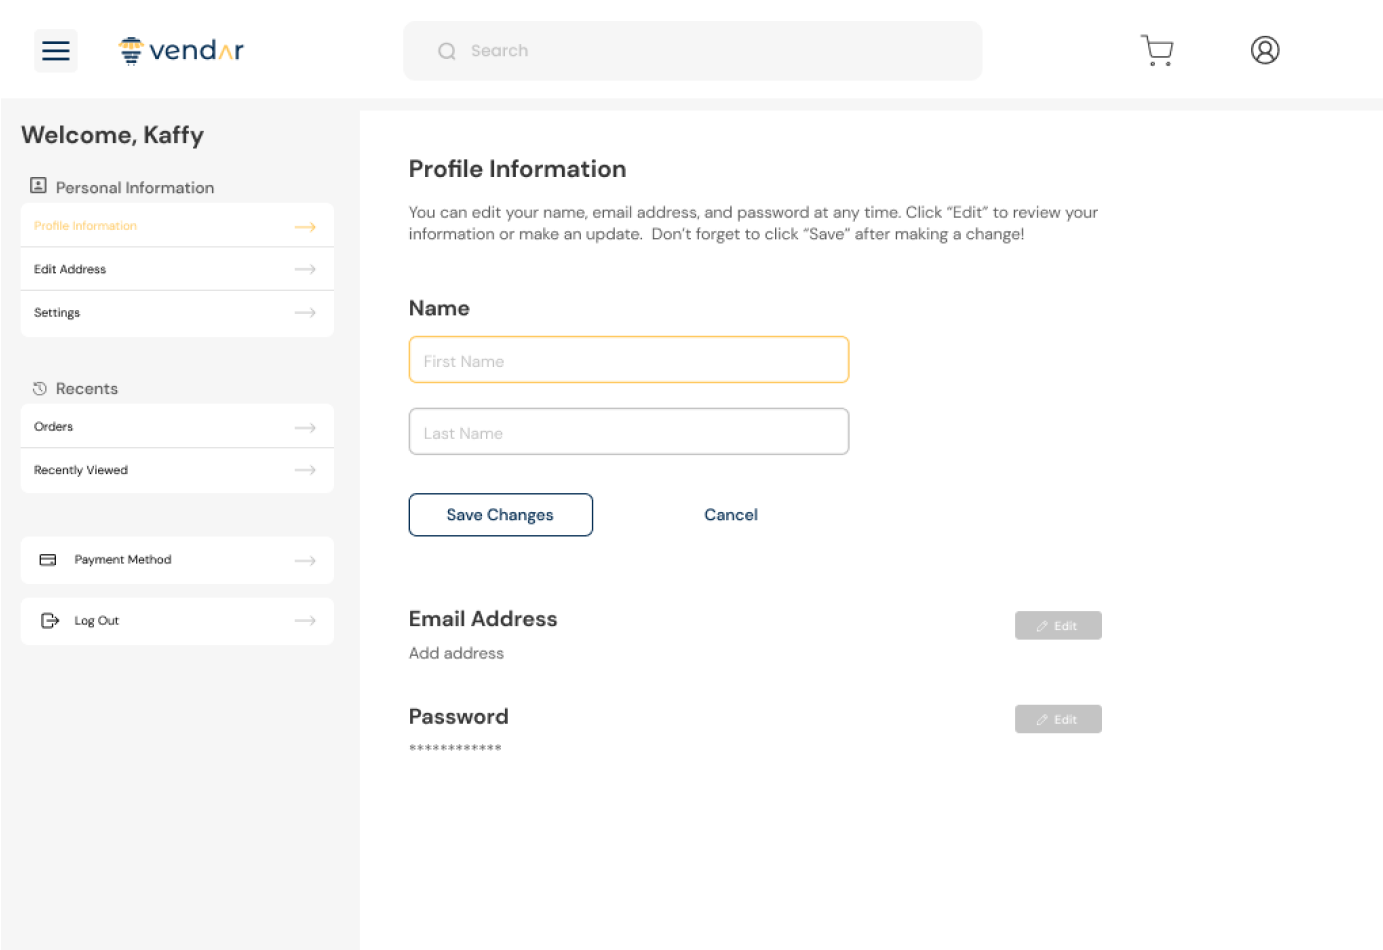 vendar
Search
Welcome, Kaffy
Personal Information
Profile Information
Edit Address
Settings
Recents
Orders
Recently Viewed
Payment Method
Log Out
Profile Information
You can edit your name, email address, and password at any time. Click “Edit” to review your
information or make an update.  Don’t forget to click “Save” after making a change!
Name
First Name
Last Name
Save Changes
Cancel
Email Address
Edit
Add address
Password
Edit
************